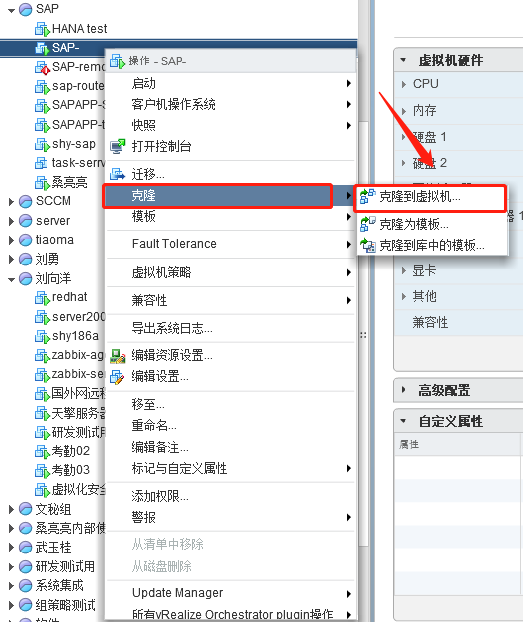 SAP
HANA test
SAP-
SAP-remo
sap-route
SAPAPP-S
SAPAPP-t
shy-sap
task-serrv
桑亮亮
SCCM
server
tiaoma
刘勇
刘向洋
redhat
server200
shy186a
zabbix-ag
zabbix-se
国外网远程
天擎服务器
研发测试用
考勤02
考勤03
虚拟化安全
文秘组
桑亮亮内部使
武玉桂
研发测试用
系统集成
组策略测试
操作 - SAP-
启动
客户机操作系统
快照
打开控制台
迁移...
克隆
模板
Fault Tolerance
虚拟机策略
兼容性
导出系统日志...
编辑资源设置...
编辑设置...
移至...
重命名...
编辑备注...
标记与自定义属性
添加权限...
警报
从清单中移除
从磁盘删除
Update Manager
所有vRealize Orchestrator plugin操作
克隆到虚拟机...
克隆为模板...
克隆到库中的模板...
虚拟机硬件
CPU
内存
硬盘 1
硬盘 2
器 1
显卡
其他
兼容性
高级配置
自定义属性
属性